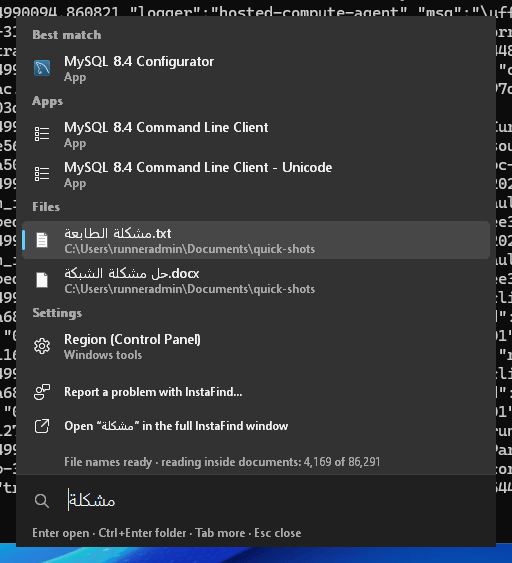 Best match
MySQL 8.4 Configurator
App
Apps
MySQL 8.4 Command Line Client
App
MySQL 8.4 Command Line Client - Unicode
App
Files
مشكلة الطابعة.txt
C:\Users\runneradmin\Documents\quick-shots
حل مشكلة الشبكة.docx
C:\Users\runneradmin\Documents\quick-shots
Settings
Region (Control Panel)
Windows tools
Report a problem with InstaFind...
Open “مشكلة” in the full InstaFind window
File names ready · reading inside documents: 4,169 of 86,291
مشكلة
Enter open · Ctrl+Enter folder · Tab more · Esc close